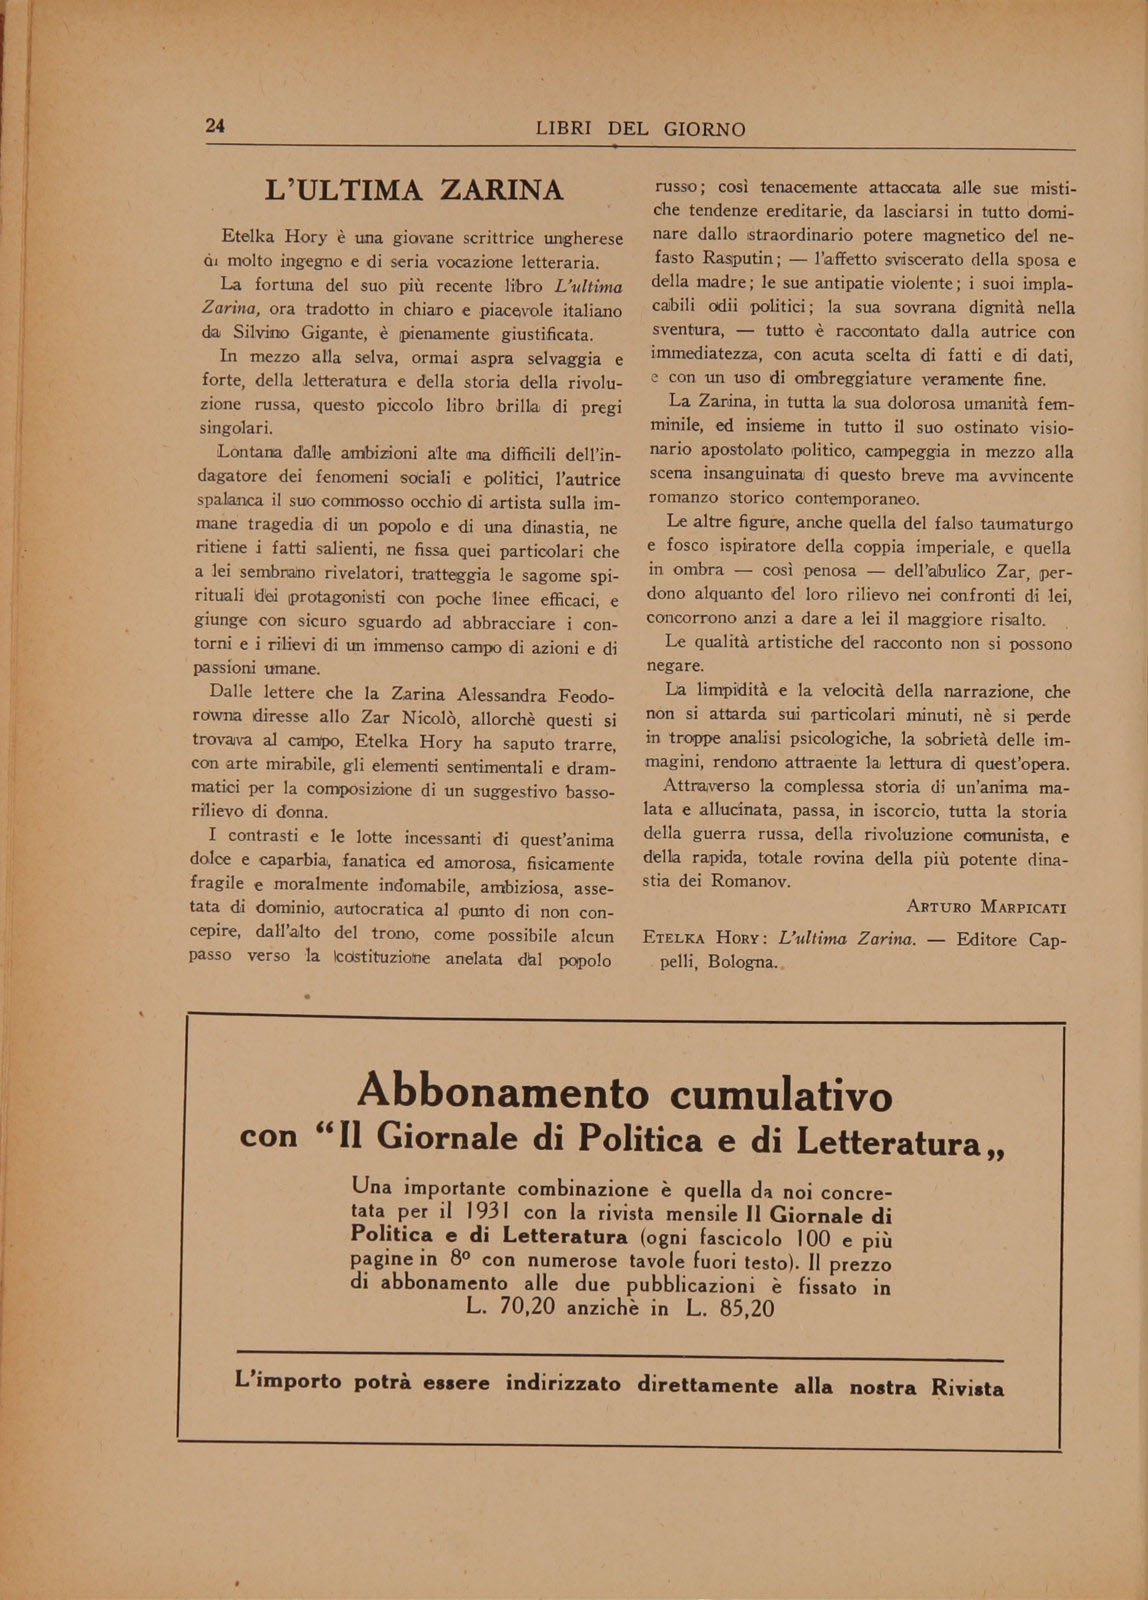 24
LIBRI DEL GIORNO
L'ULTIMA ZARINA
Etelka Hory è una giovane scrittrice ungherese
di molto ingegno e di seria vocazione letteraria.
La fortuna del suo più recente libro L'ultima
Zarina, ora tradotto in chiaro e piacevole italiano
da Silvino Gigante, è pienamente giustificata.
In mezzo alla selva, ormai aspra selvaggia e
forte, della letteratura e della storia della rivolu-
zione russa, questo piccolo libro brilla di pregi
singolari.
Lontana dalle ambizioni alte ma difficili dell'in-
dagatore dei fenomeni sociali e politici, l'autrice
spalanca il suo commosso occhio di artista sulla im-
mane tragedia di un popolo e di una dinastia, ne
ritiene i fatti salienti, ne fissa quei particolari che
a lei sembrano rivelatori, tratteggia le sagome spi-
rituali dei protagonisti con poche linee efficaci, e
giunge con sicuro sguardo ad abbracciare i con-
torni e i rilievi di un immenso campo di azioni e di
passioni umane.
Dalle lettere che la Zarina Alessandra Feodo-
rowna diresse allo Zar Nicolò, allorchè questi si
trovava al campo, Etelka Hory ha saputo trarre,
con arte mirabile, gli elementi sentimentali e dram-
matici per la composizione di un suggestivo basso-
rilievo di donna.
I contrasti e le lotte incessanti di quest'anima
dolce e caparbia, fanatica ed amorosa, fisicamente
fragile e moralmente indomabile, ambiziosa, asse-
tata di dominio, autocratica al punto di non con-
cepire, dall'alto del trono, come possibile alcun
passo verso la costituzione anelata dal popolo
russo; così tenacemente attaccata alle sue misti-
che tendenze ereditarie, da lasciarsi in tutto domi-
nare dallo straordinario potere magnetico del ne-
fasto Rasputin; — l'affetto sviscerato della sposa e
della madre; le sue antipatie violente; i suoi impla-
cabili odii politici; la sua sovrana dignità nella
sventura, — tutto è raccontato dalla autrice con
immediatezza, con acuta scelta di fatti e di dati,
e con un uso di ombreggiature veramente fine.
La Zarina, in tutta la sua dolorosa umanità fem-
minile, ed insieme in tutto il suo ostinato visio-
nario apostolato politico, campeggia in mezzo alla
scena insanguinata di questo breve ma avvincente
romanzo storico contemporaneo.
Le altre figure, anche quella del falso taumaturgo
e fosco ispiratore della coppia imperiale, e quella
in ombra — così penosa — dell'abulico Zar, per-
dono alquanto del loro rilievo nei confronti di lei,
concorrono anzi a dare a lei il maggiore risalto.
Le qualità artistiche del racconto non si possono
negare.
La limpidità e la velocità della narrazione, che
non si attarda sui particolari minuti, nè si perde
in troppe analisi psicologiche, la sobrietà delle im-
magini, rendono attraente la lettura di quest'opera.
Attraverso la complessa storia di un'anima ma-
lata e allucinata, passa, in iscorcio, tutta la storia
della guerra russa, della rivoluzione comunista, e
della rapida, totale rovina della più potente dina-
stia dei Romanov.
ARTURO MARPICATI
ETELKA HORY: L'ultima Zarina. — Editore Cap-
pelli, Bologna.
Abbonamento cumulativo
con “Il Giornale di Politica e di Letteratura„
Una importante combinazione è quella da noi concre-
tata per il 1931 con la rivista mensile Il Giornale di
Politica e di Letteratura (ogni fascicolo 100 e più
pagine in 8º con numerose tavole fuori testo). Il prezzo
di abbonamento alle due pubblicazioni è fissato in
L. 70,20 anzichè in L. 85,20
L'importo potrà essere indirizzato direttamente alla nostra Rivista